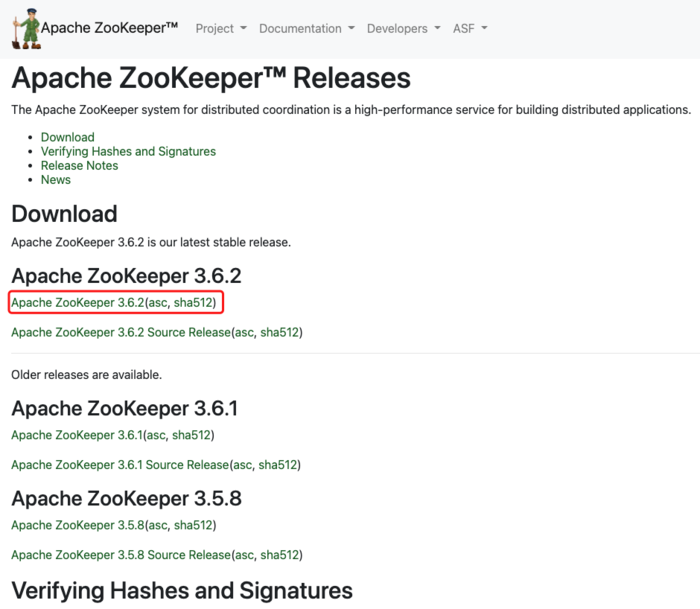 Apache ZooKeeper™ Project Documentation Developers ASF
Apache ZooKeeper™ Releases
The Apache ZooKeeper system for distributed coordination is a high-performance service for building distributed applications.
• Download
• Verifying Hashes and Signatures
• Release Notes
• News
Download
Apache ZooKeeper 3.6.2 is our latest stable release.
Apache ZooKeeper 3.6.2
Apache ZooKeeper 3.6.2(asc, sha512)
Apache ZooKeeper 3.6.2 Source Release(asc, sha512)
Older releases are available.
Apache ZooKeeper 3.6.1
Apache ZooKeeper 3.6.1(asc, sha512)
Apache ZooKeeper 3.6.1 Source Release(asc, sha512)
Apache ZooKeeper 3.5.8
Apache ZooKeeper 3.5.8(asc, sha512)
Apache ZooKeeper 3.5.8 Source Release(asc, sha512)
Verifying Hashes and Signatures